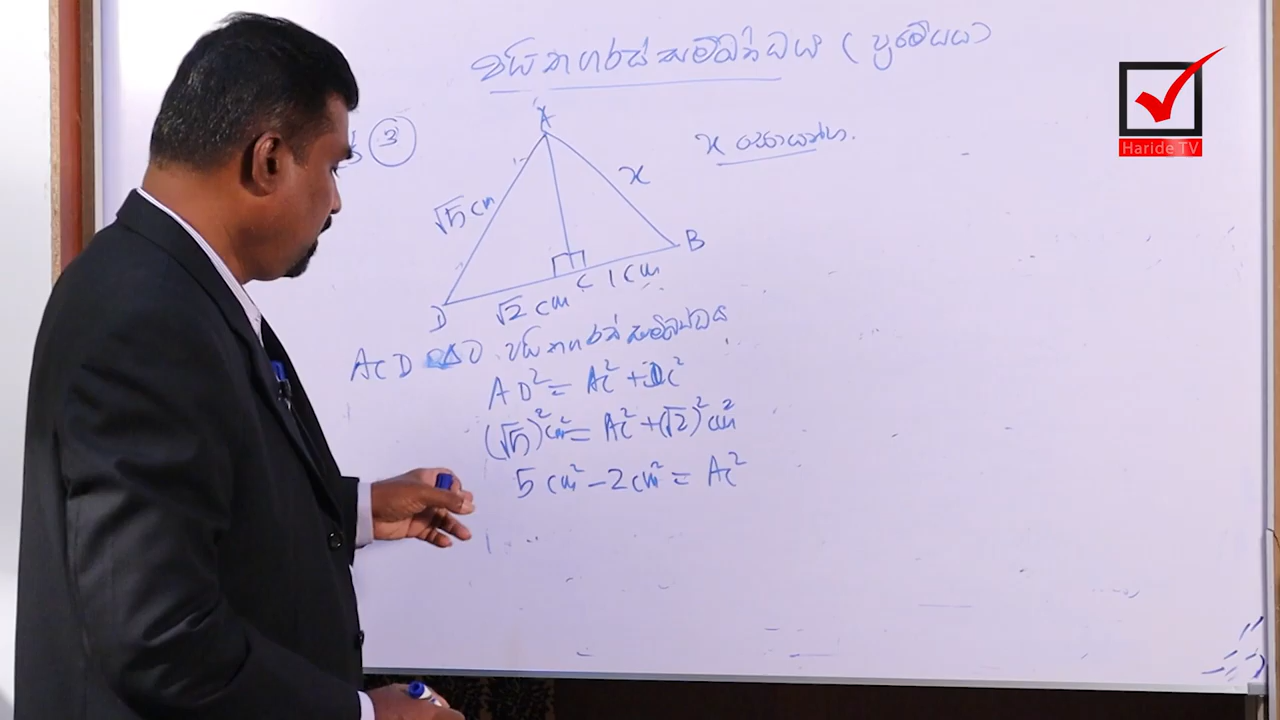 පයිතගරස් සම්බන්ධය (ප්‍රමේයය)
3
A
x සොයන්න.
x
√5 cm
B
C 1 cm
√2 cm
D
ACD Δට පයිතගරස් සම්බන්ධය
AD² = AC² + DC²
(√5)² cm² = AC² + (√2)² cm²
5 cm² − 2 cm² = AC²
Haride TV